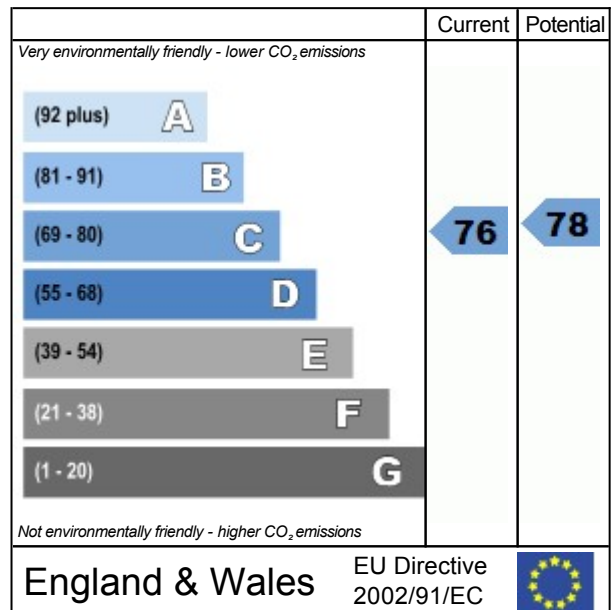 Current Potential
Very environmentally friendly - lower CO₂ emissions
(92 plus) A
(81 - 91) B
(69 - 80) C
76 78
(55 - 68) D
(39 - 54) E
(21 - 38) F
(1 - 20) G
Not environmentally friendly - higher CO₂ emissions
England & Wales
EU Directive
2002/91/EC